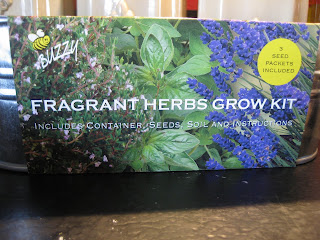 BUZZY
3
SEED
PACKETS
INCLUDED
FRAGRANT HERBS GROW KIT
INCLUDES CONTAINER, SEEDS, SOIL AND INSTRUCTIONS